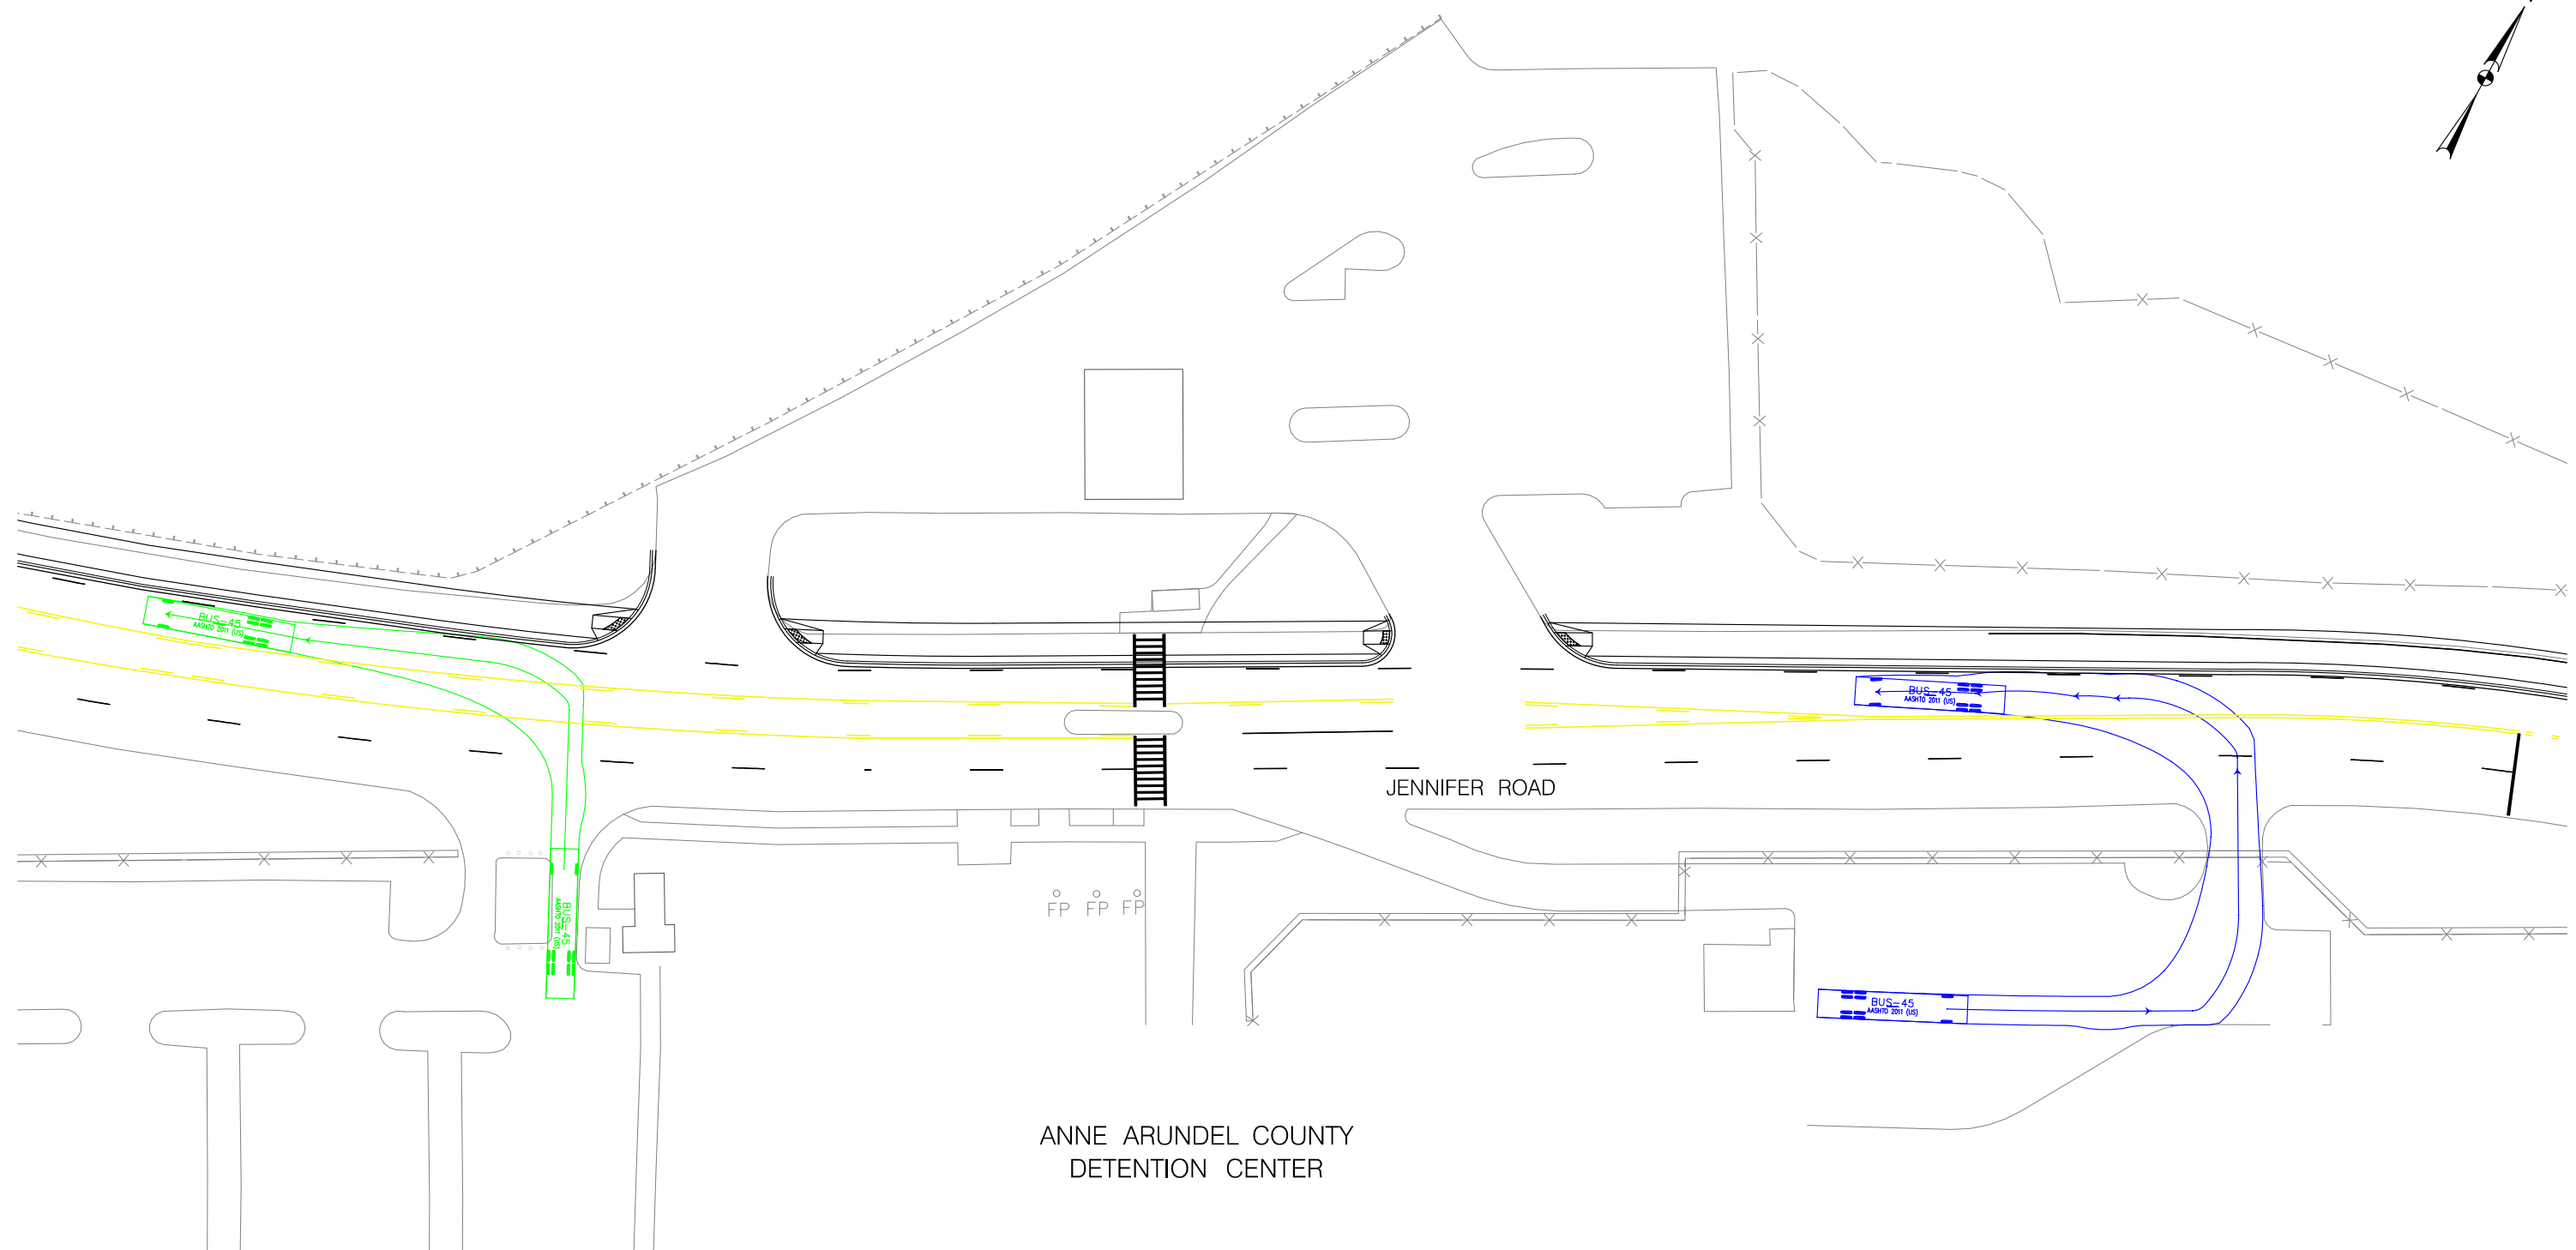 BUS-45
AASHTO 2011 (US)
BUS-45
AASHTO 2011 (US)
JENNIFER ROAD
FP FP FP
BUS-45
AASHTO 2011 (US)
BUS-45
AASHTO 2011 (US)
ANNE ARUNDEL COUNTY
DETENTION CENTER